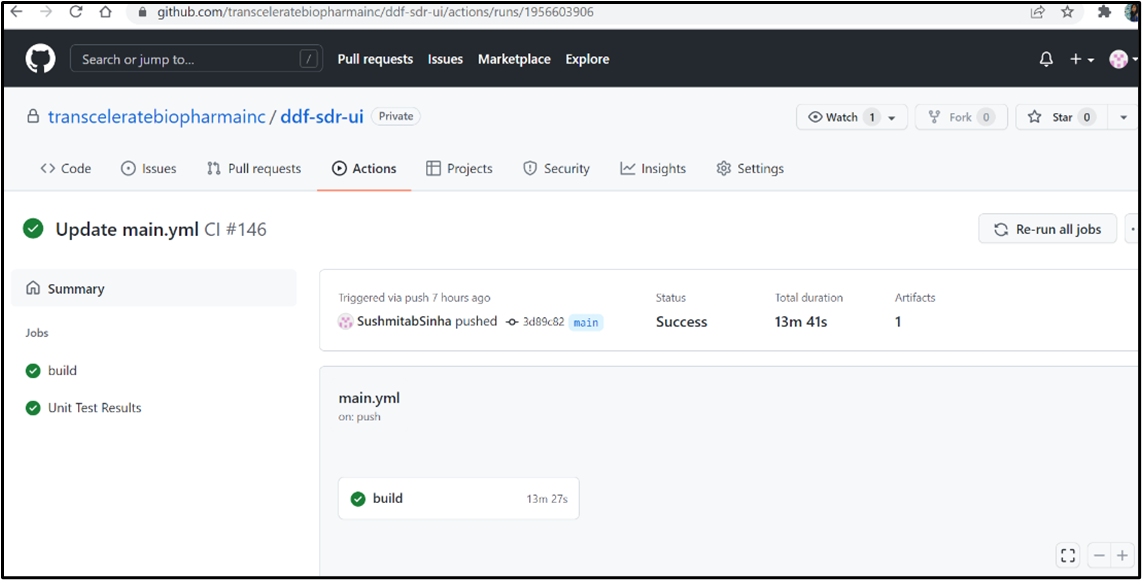 github.com/transceleratebiopharmainc/ddf-sdr-ui/actions/runs/1956603906
Search or jump to... /
Pull requests Issues Marketplace Explore
transceleratebiopharmainc / ddf-sdr-ui Private
Watch 1 Fork 0 Star 0
Code Issues Pull requests Actions Projects Security Insights Settings
Update main.yml CI #146
Re-run all jobs
Summary
Jobs
build
Unit Test Results
Triggered via push 7 hours ago
SushmitabSinha pushed 3d89c82 main
Status
Success
Total duration
13m 41s
Artifacts
1
main.yml
on: push
build 13m 27s